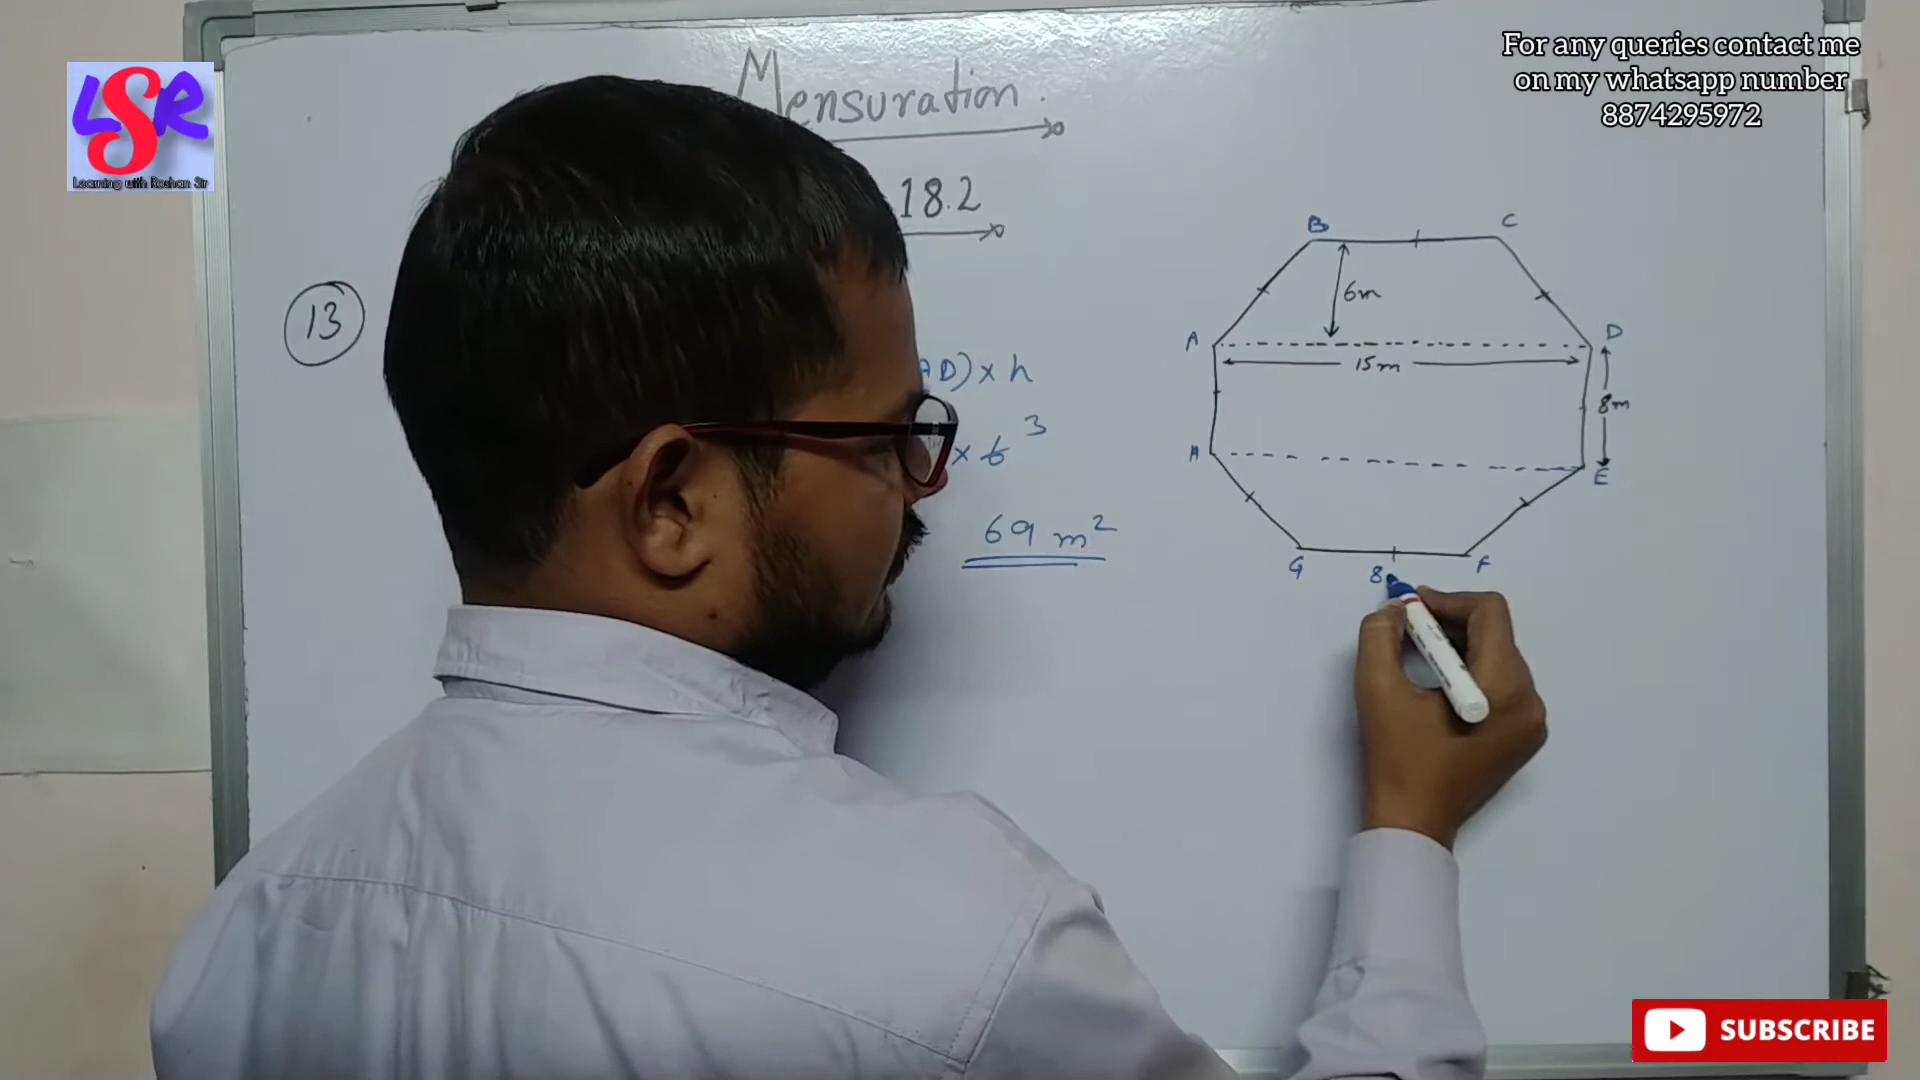 For any queries contact me
on my whatsapp number
8874295972
LSR
Learning with Roshan Sir
Mensuration.
18.2
13
AD) × h
× 6 3
69 m²
B
C
6m
A
D
15m
8m
H
E
G
8
F
SUBSCRIBE